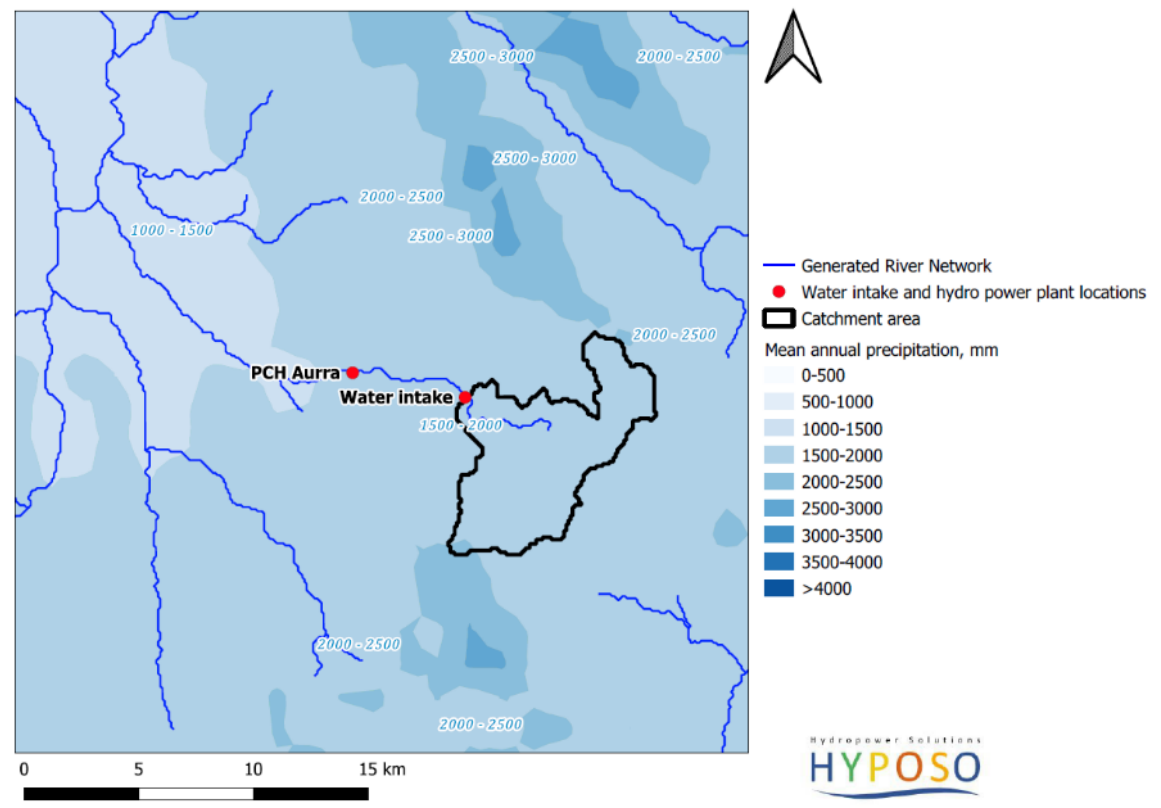 2500 - 3000
2000 - 2500
2500 - 3000
2000 - 2500
1000 - 1500
2500 - 3000
2000 - 2500
PCH Aurra
Water intake
1500 - 2000
2000 - 2500
2000 - 2500
0 5 10 15 km
Generated River Network
Water intake and hydro power plant locations
Catchment area
Mean annual precipitation, mm
0-500
500-1000
1000-1500
1500-2000
2000-2500
2500-3000
3000-3500
3500-4000
>4000
Hydropower Solutions
HYPOSO